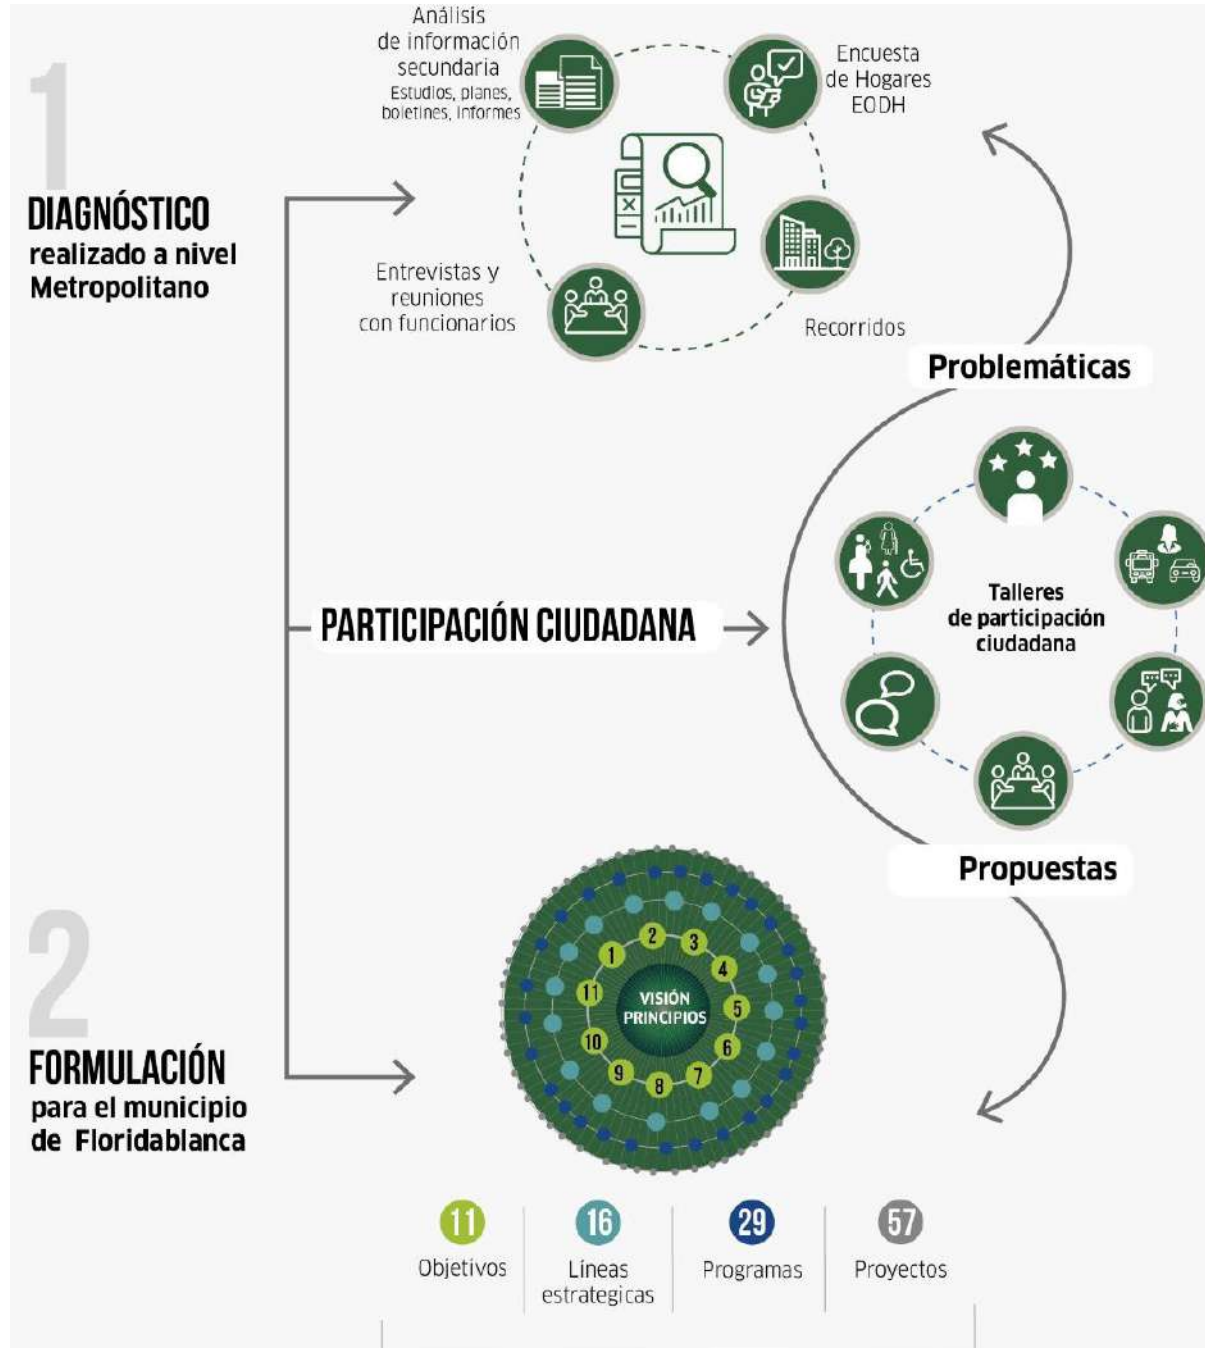 1
DIAGNÓSTICO
realizado a nivel
Metropolitano
Análisis
de información
secundaria
Estudios, planes,
boletines, informes
Encuesta
de Hogares
EODH
Entrevistas y
reuniones
con funcionarios
Recorridos
Problemáticas
PARTICIPACIÓN CIUDADANA
Talleres
de participación
ciudadana
Propuestas
2
FORMULACIÓN
para el municipio
de Floridablanca
VISIÓN
PRINCIPIOS
1
2
3
4
5
6
7
8
9
10
11
11
Objetivos
16
Líneas
estrategicas
29
Programas
57
Proyectos